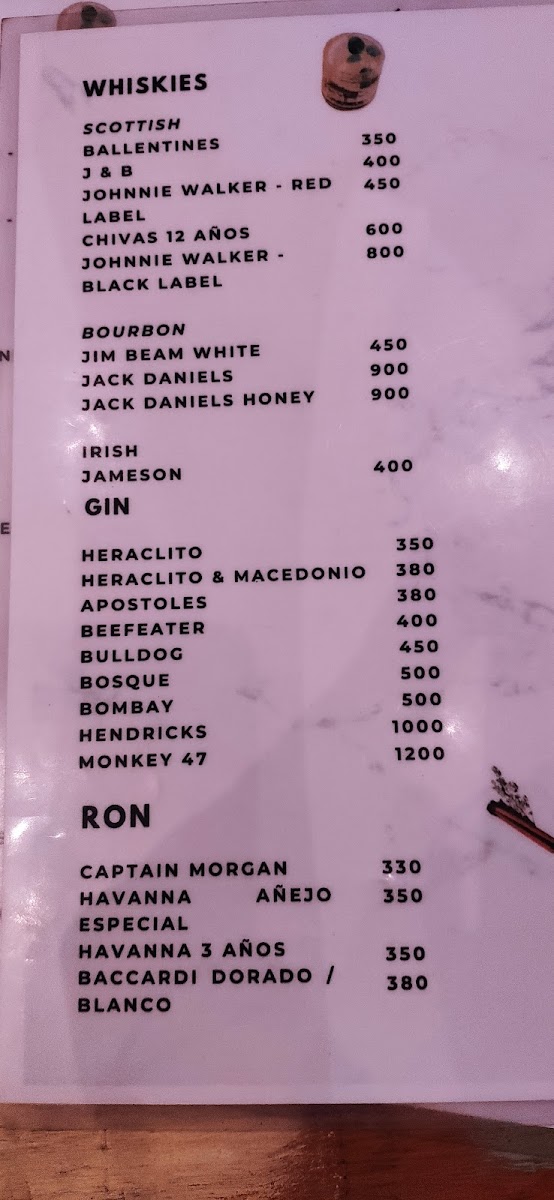 WHISKIES
SCOTTISH
BALLENTINES 350
J & B 400
JOHNNIE WALKER - RED 450
LABEL
CHIVAS 12 AÑOS 600
JOHNNIE WALKER - 800
BLACK LABEL
BOURBON
JIM BEAM WHITE 450
JACK DANIELS 900
JACK DANIELS HONEY 900
IRISH
JAMESON 400
GIN
HERACLITO 350
HERACLITO & MACEDONIO 380
APOSTOLES 380
BEEFEATER 400
BULLDOG 450
BOSQUE 500
BOMBAY 500
HENDRICKS 1000
MONKEY 47 1200
RON
CAPTAIN MORGAN 330
HAVANNA AÑEJO 350
ESPECIAL
HAVANNA 3 AÑOS 350
BACCARDI DORADO / 380
BLANCO
N
E